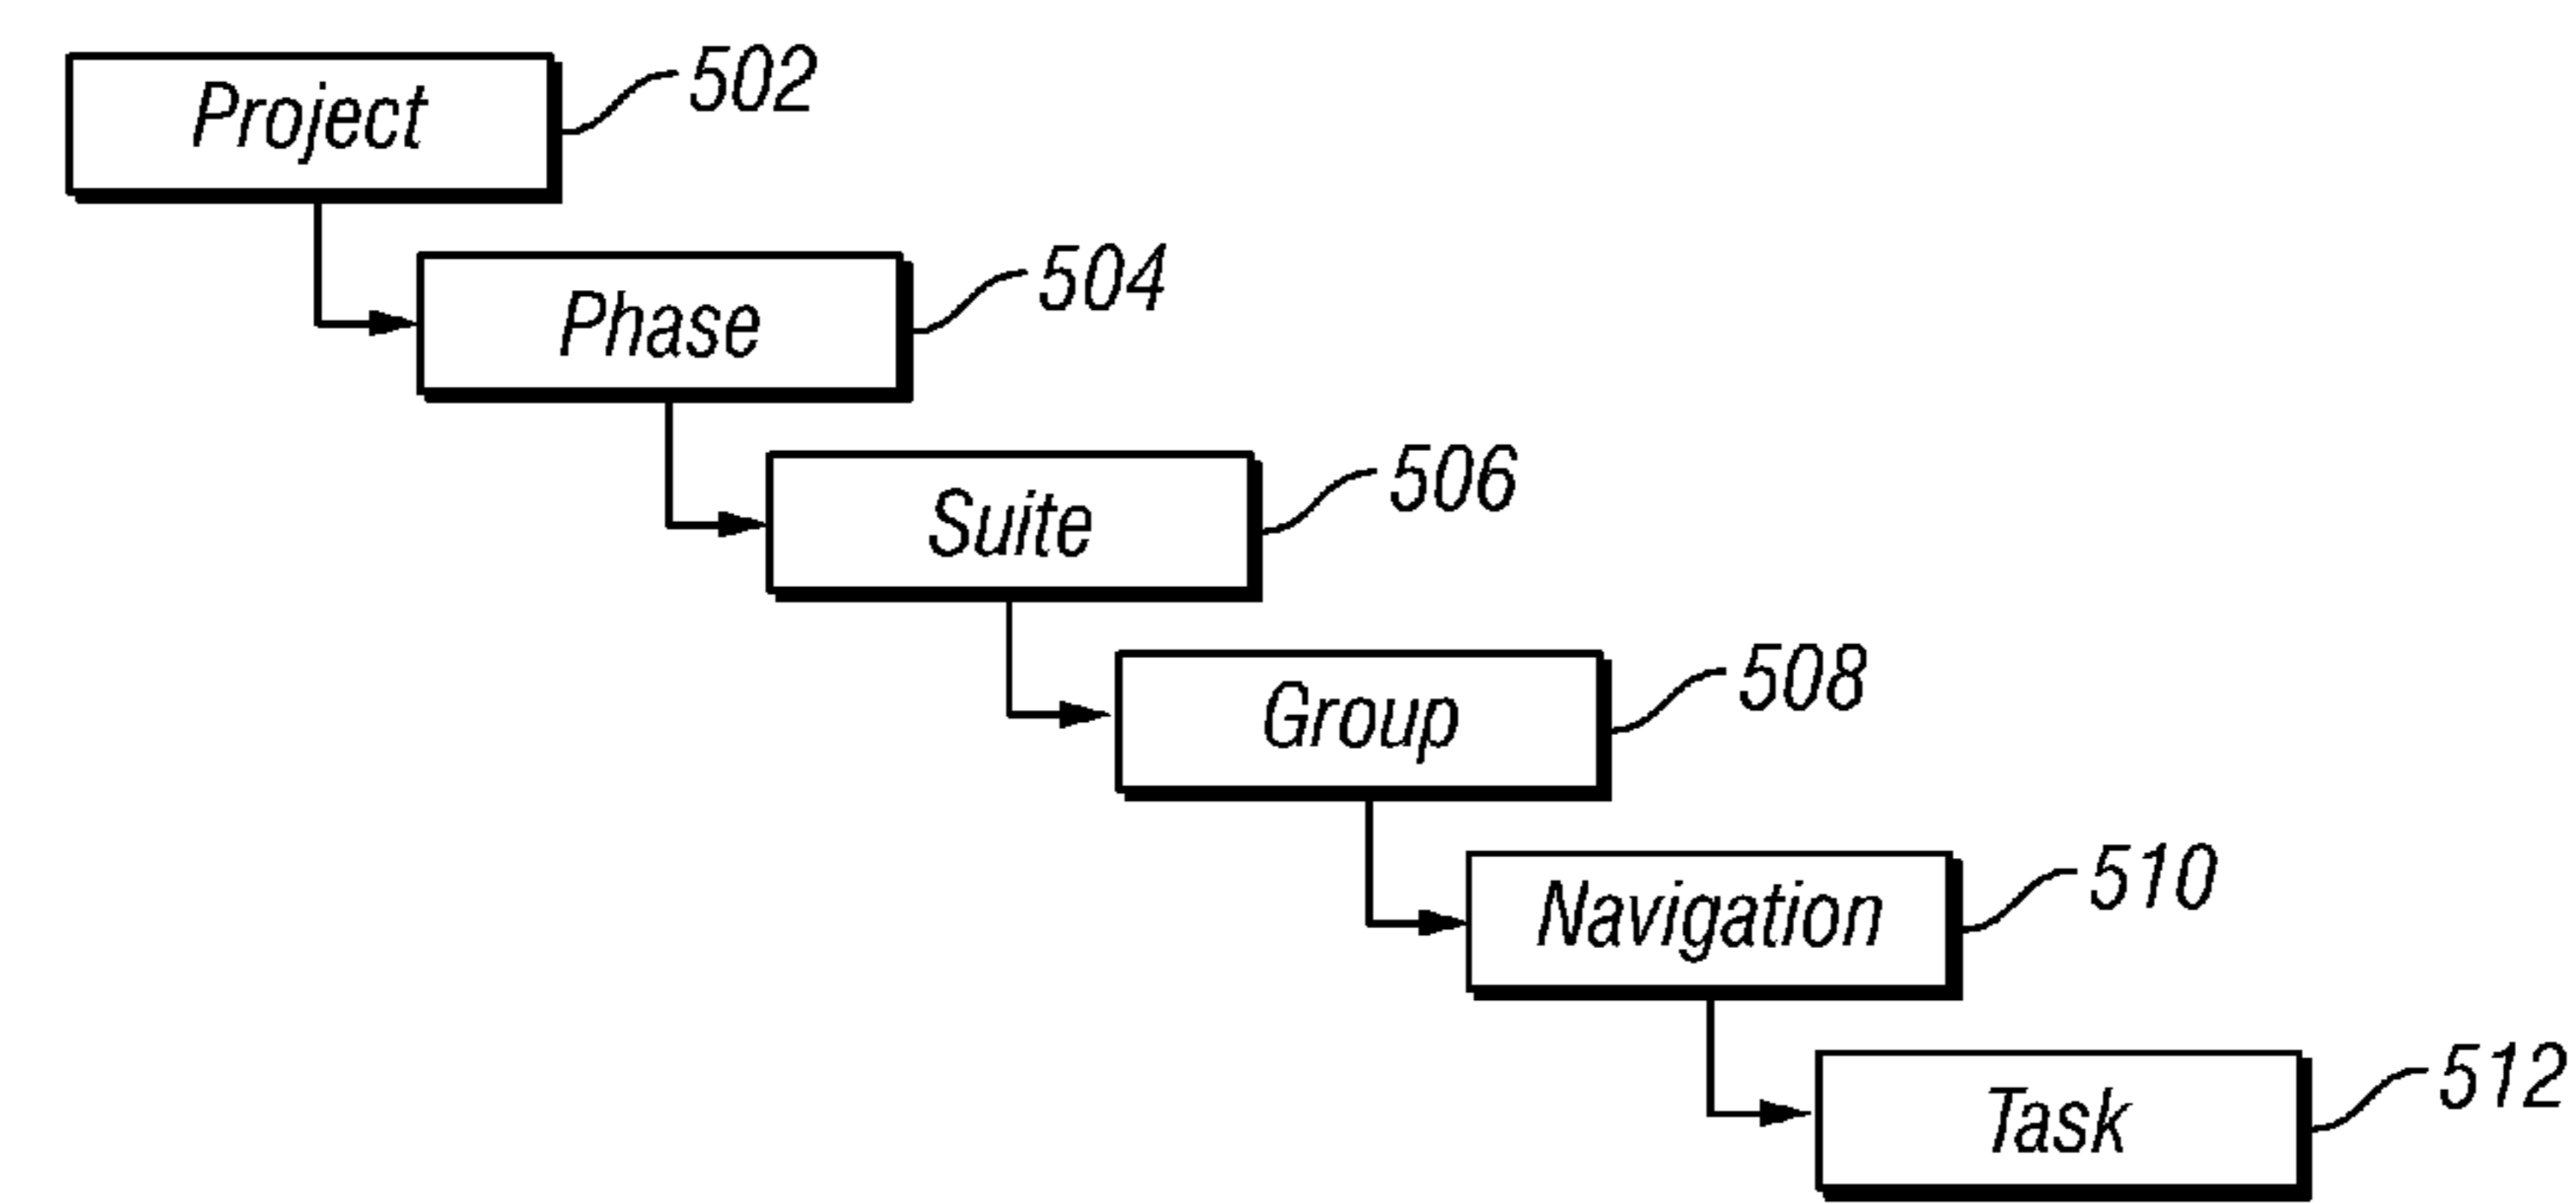 Project
502
Phase
504
Suite
506
Group
508
Navigation
510
Task
512